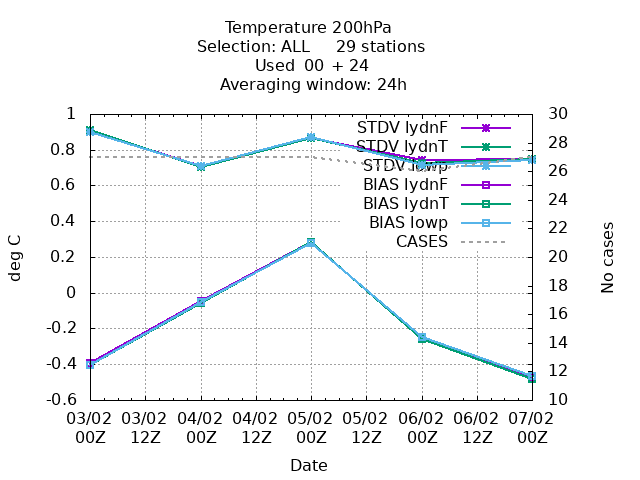 Temperature 200hPa
Selection: ALL     29 stations
Used  00  + 24
Averaging window: 24h
STDV lydnF
STDV lydnT
STDV lowp
BIAS lydnF
BIAS lydnT
BIAS lowp
CASES
1
0.8
0.6
0.4
0.2
0
-0.2
-0.4
-0.6
30
28
26
24
22
20
18
16
14
12
10
deg C
No cases
03/02 03/02 04/02 04/02 05/02 05/02 06/02 06/02 07/02
00Z 12Z 00Z 12Z 00Z 12Z 00Z 12Z 00Z
Date